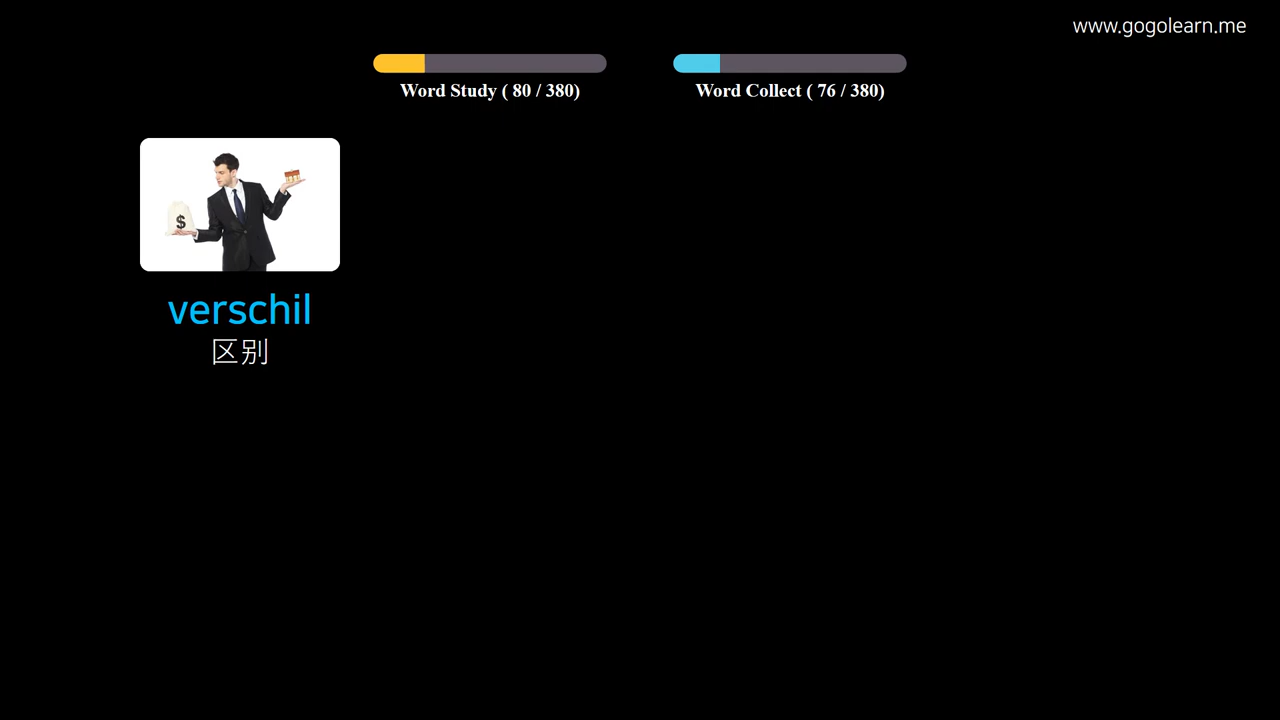 www.gogolearn.me
Word Study ( 80 / 380)
Word Collect ( 76 / 380)
$
verschil
区别